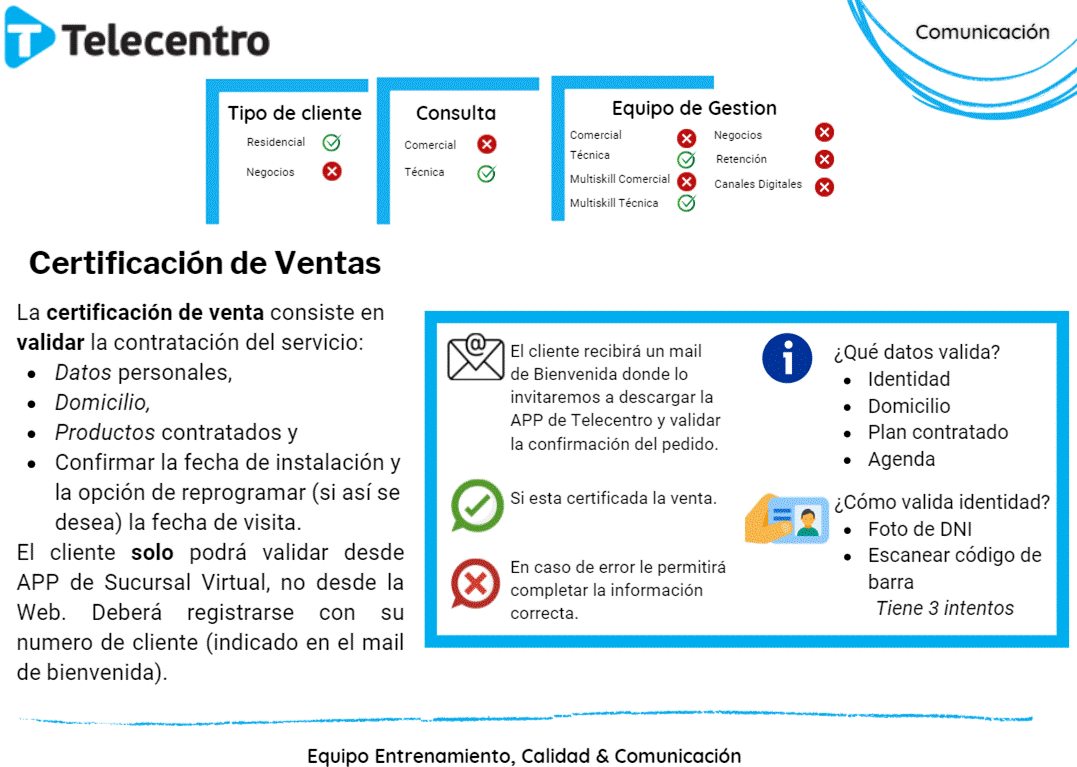 Telecentro
Comunicación
Tipo de cliente
Residencial
Negocios
Consulta
Comercial
Técnica
Equipo de Gestion
Comercial
Técnica
Multiskill Comercial
Multiskill Técnica
Negocios
Retención
Canales Digitales
Certificación de Ventas
La certificación de venta consiste en
validar la contratación del servicio:
• Datos personales,
• Domicilio,
• Productos contratados y
• Confirmar la fecha de instalación y
la opción de reprogramar (si así se
desea) la fecha de visita.
El cliente solo podrá validar desde
APP de Sucursal Virtual, no desde la
Web. Deberá registrarse con su
numero de cliente (indicado en el mail
de bienvenida).
El cliente recibirá un mail
de Bienvenida donde lo
invitaremos a descargar la
APP de Telecentro y validar
la confirmación del pedido.
Si esta certificada la venta.
En caso de error le permitirá
completar la información
correcta.
¿Qué datos valida?
• Identidad
• Domicilio
• Plan contratado
• Agenda
¿Cómo valida identidad?
• Foto de DNI
• Escanear código de
barra
Tiene 3 intentos
Equipo Entrenamiento, Calidad & Comunicación